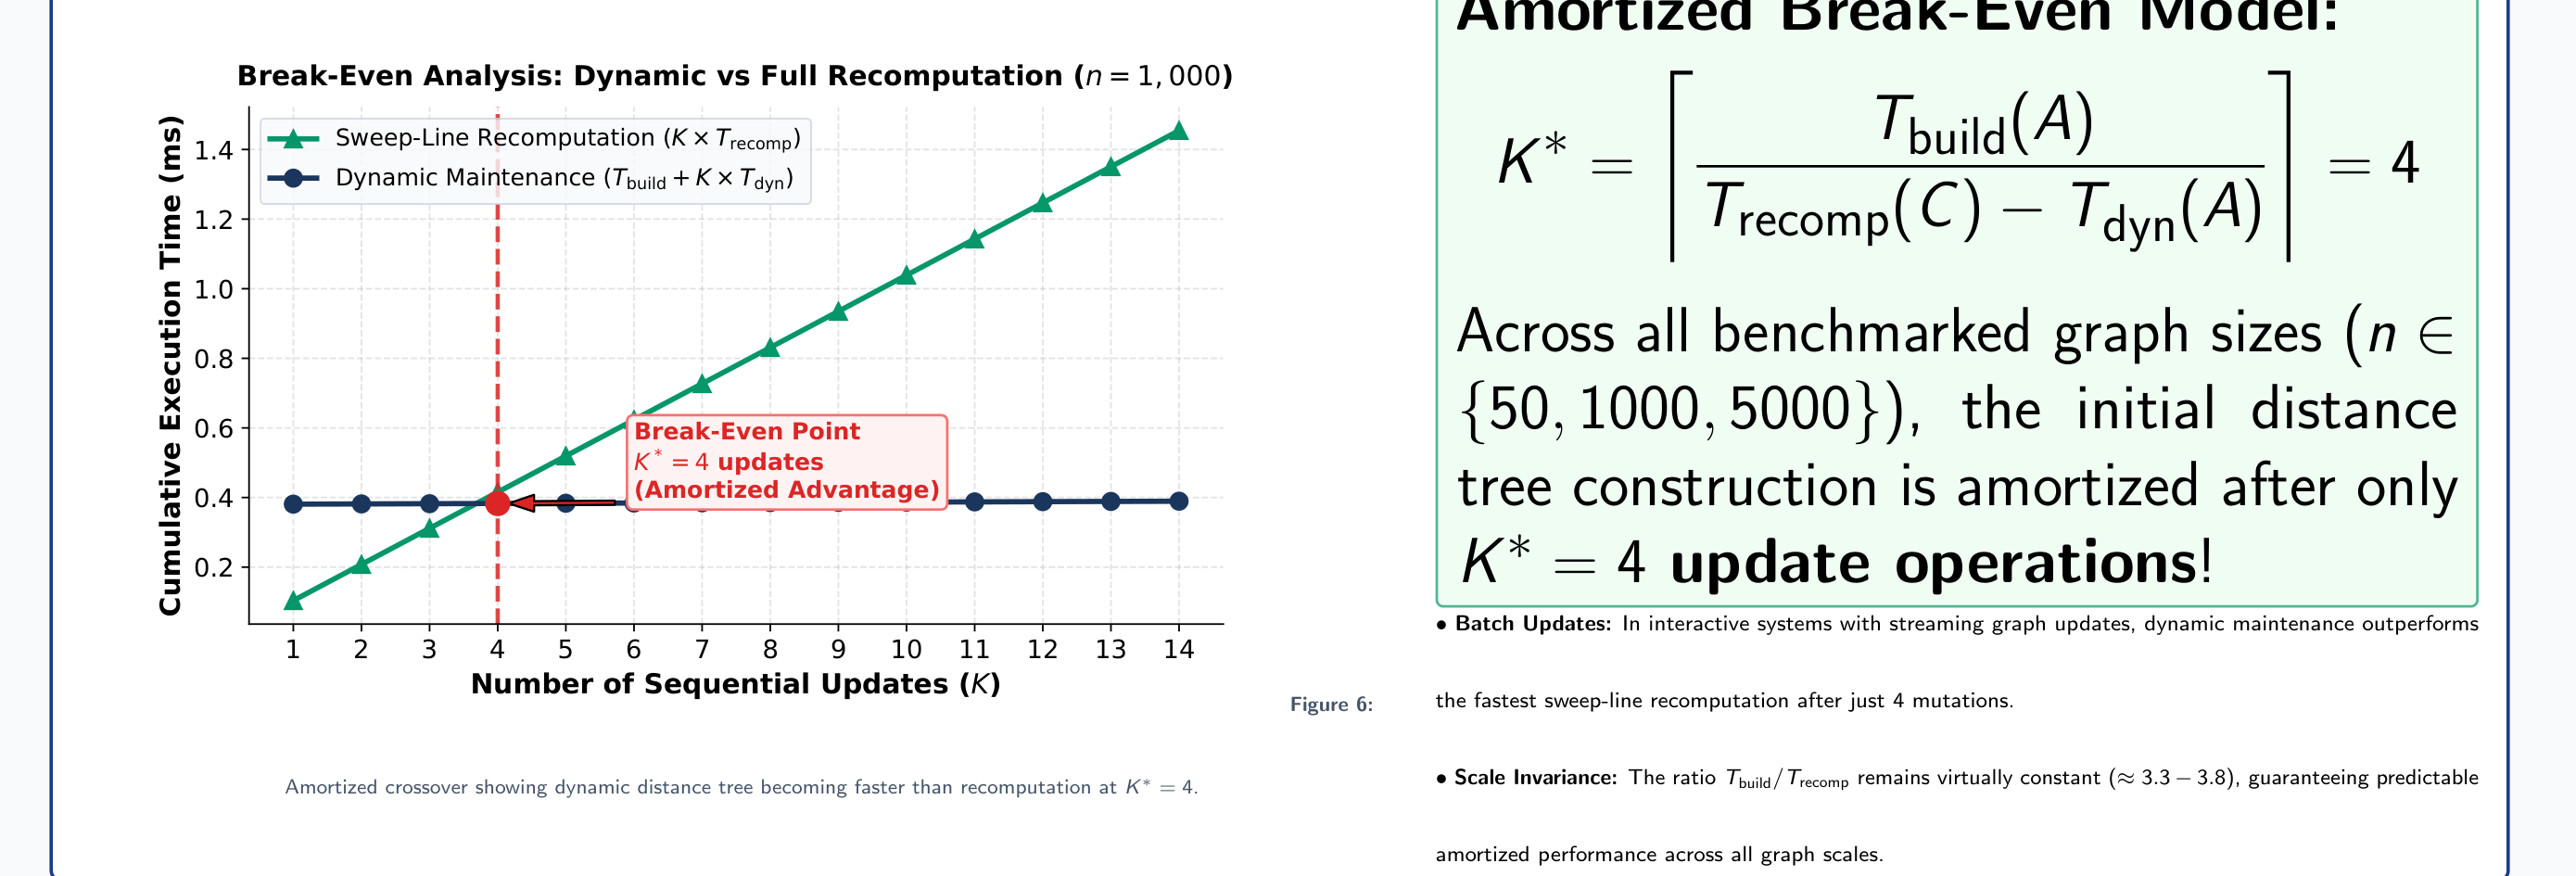 Break-Even Analysis: Dynamic vs Full Recomputation (n = 1, 000)
Sweep-Line Recomputation (K × T_recomp)
Dynamic Maintenance (T_build + K × T_dyn)
Cumulative Execution Time (ms)
1.4
1.2
1.0
0.8
0.6
0.4
0.2
Break-Even Point
K* = 4 updates
(Amortized Advantage)
1 2 3 4 5 6 7 8 9 10 11 12 13 14
Number of Sequential Updates (K)
Figure 6:
Amortized crossover showing dynamic distance tree becoming faster than recomputation at K* = 4.
Amortized Break-Even Model:
K* = ⌈ T_build(A) / (T_recomp(C) − T_dyn(A)) ⌉ = 4
Across all benchmarked graph sizes (n ∈
{50, 1000, 5000}), the initial distance
tree construction is amortized after only
K* = 4 update operations!
• Batch Updates: In interactive systems with streaming graph updates, dynamic maintenance outperforms
the fastest sweep-line recomputation after just 4 mutations.
• Scale Invariance: The ratio T_build/T_recomp remains virtually constant (≈ 3.3 − 3.8), guaranteeing predictable
amortized performance across all graph scales.